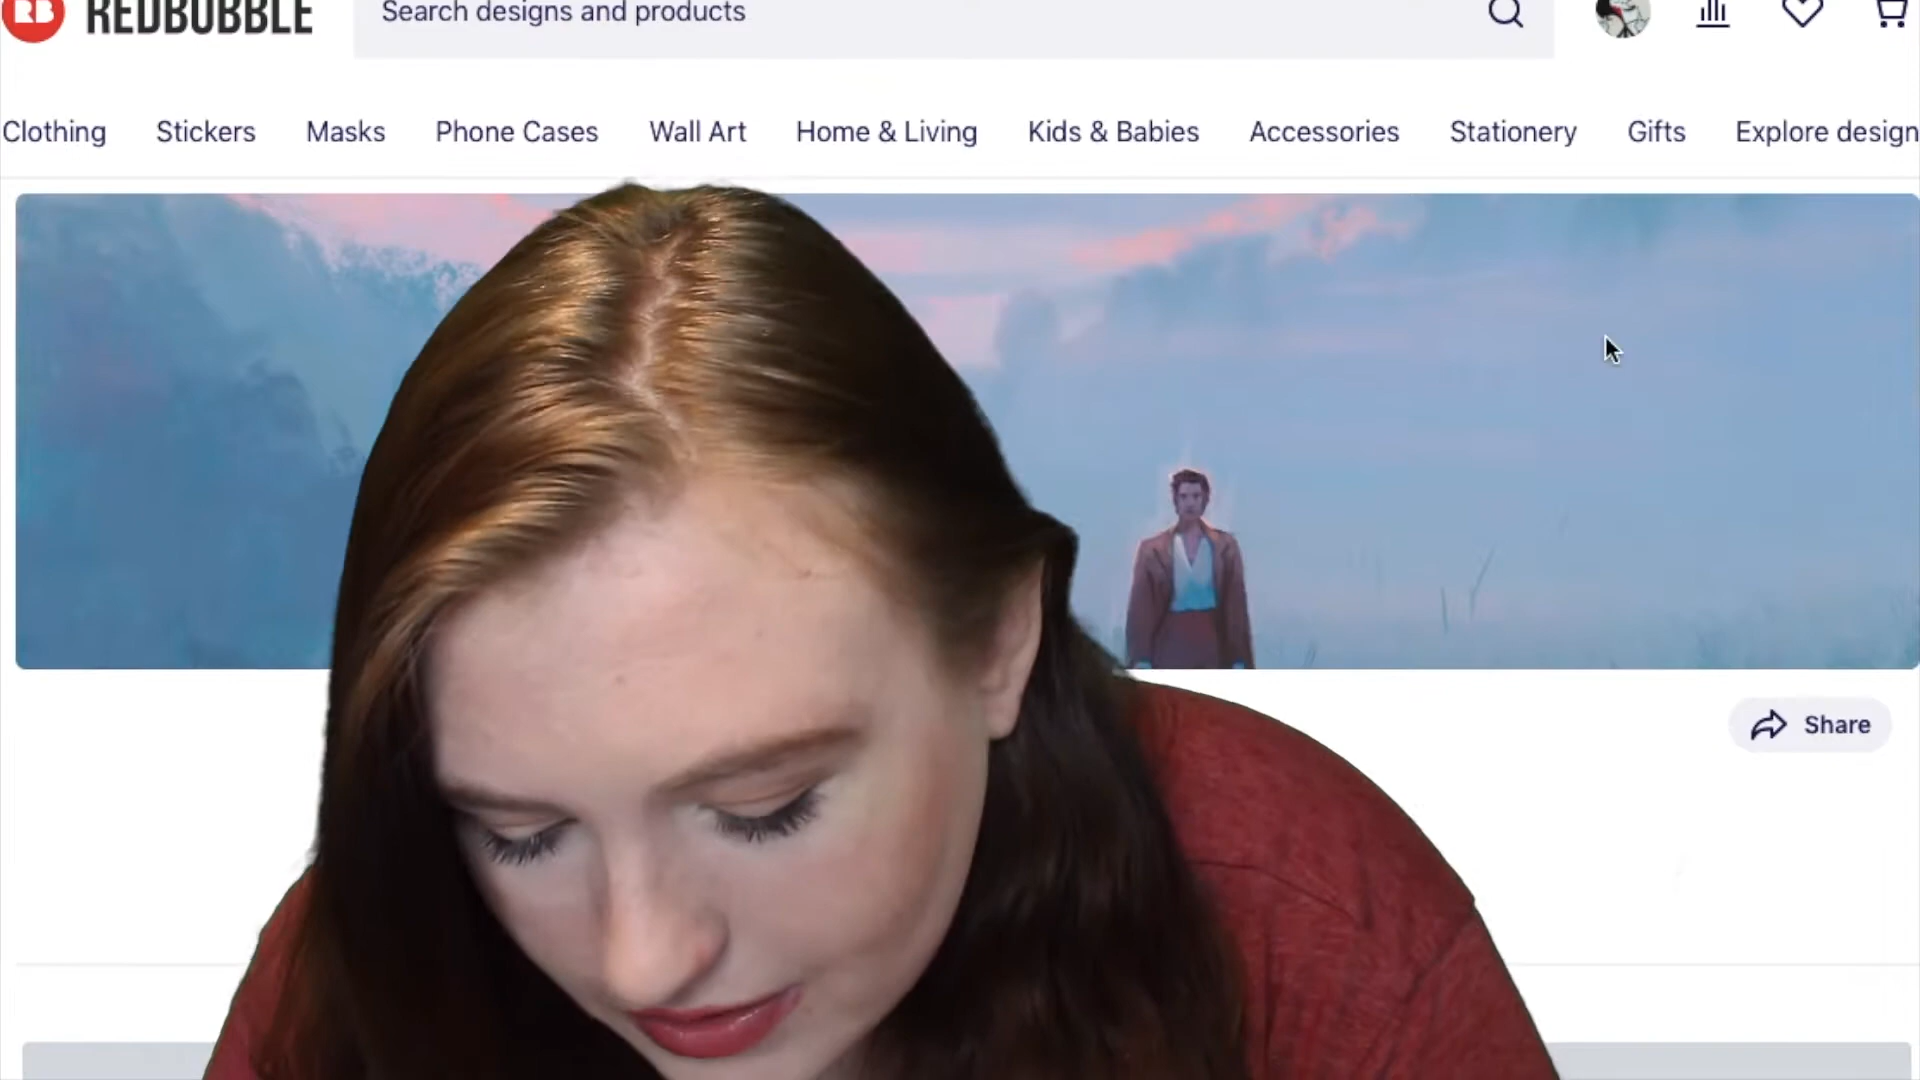 RB REDBUBBLE Search designs and products
Clothing Stickers Masks Phone Cases Wall Art Home & Living Kids & Babies Accessories Stationery Gifts Explore design
Share